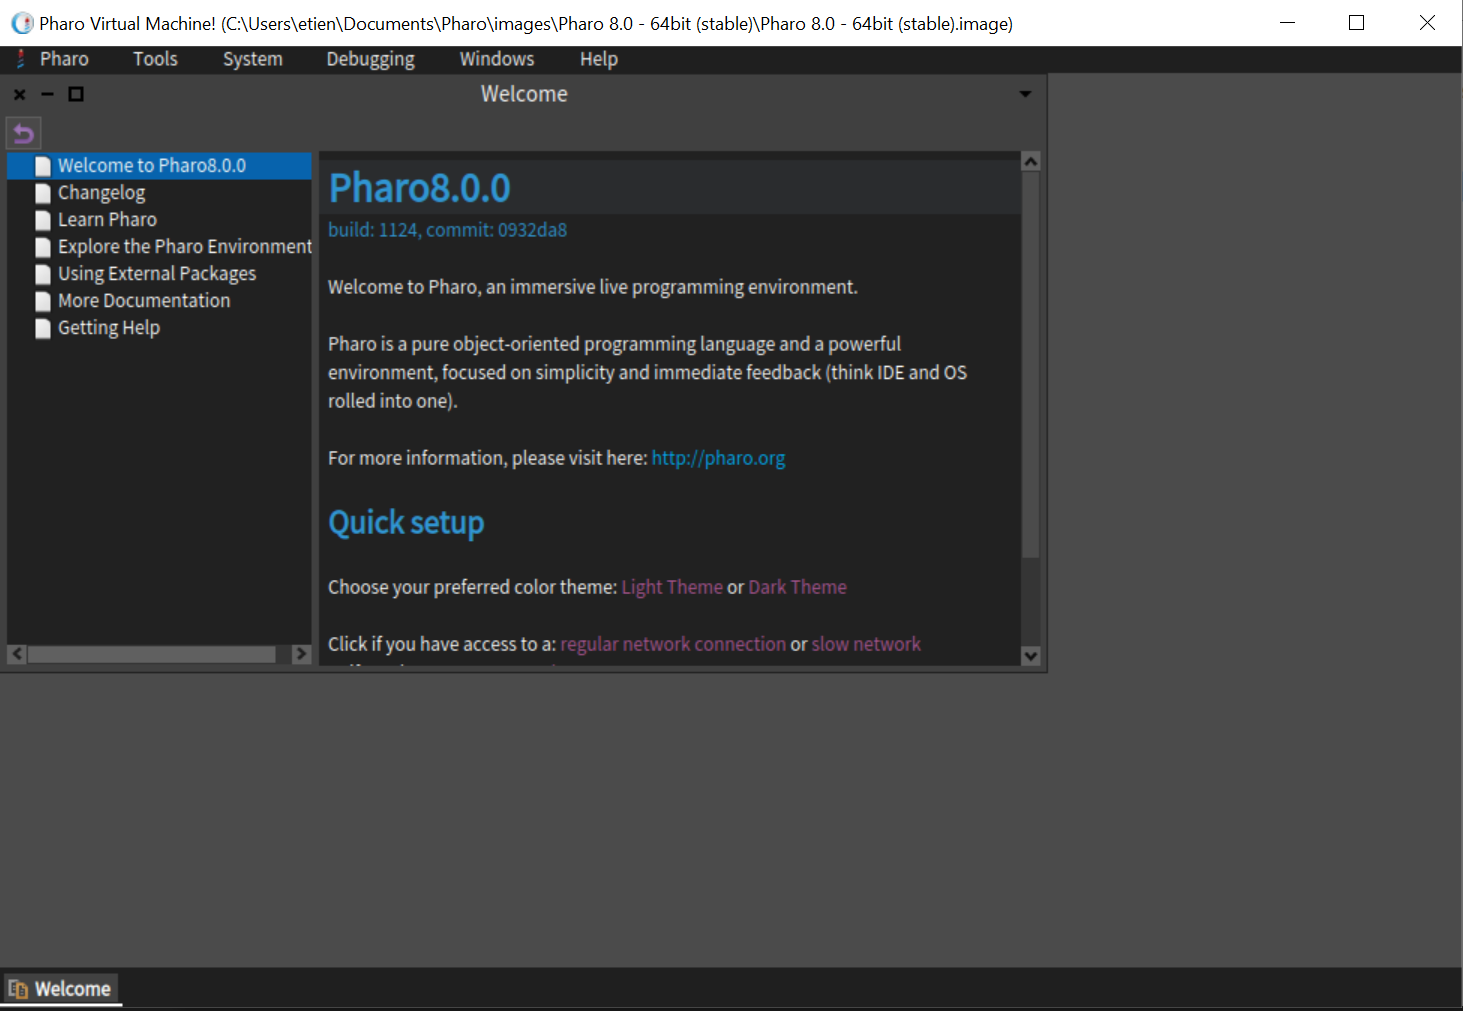 Pharo Virtual Machine! (C:\Users\etien\Documents\Pharo\images\Pharo 8.0 - 64bit (stable)\Pharo 8.0 - 64bit (stable).image)
Pharo Tools System Debugging Windows Help
Welcome
Welcome to Pharo8.0.0
Changelog
Learn Pharo
Explore the Pharo Environment
Using External Packages
More Documentation
Getting Help
Pharo8.0.0
build: 1124, commit: 0932da8
Welcome to Pharo, an immersive live programming environment.
Pharo is a pure object-oriented programming language and a powerful
environment, focused on simplicity and immediate feedback (think IDE and OS
rolled into one).
For more information, please visit here: http://pharo.org
Quick setup
Choose your preferred color theme: Light Theme or Dark Theme
Click if you have access to a: regular network connection or slow network
Welcome